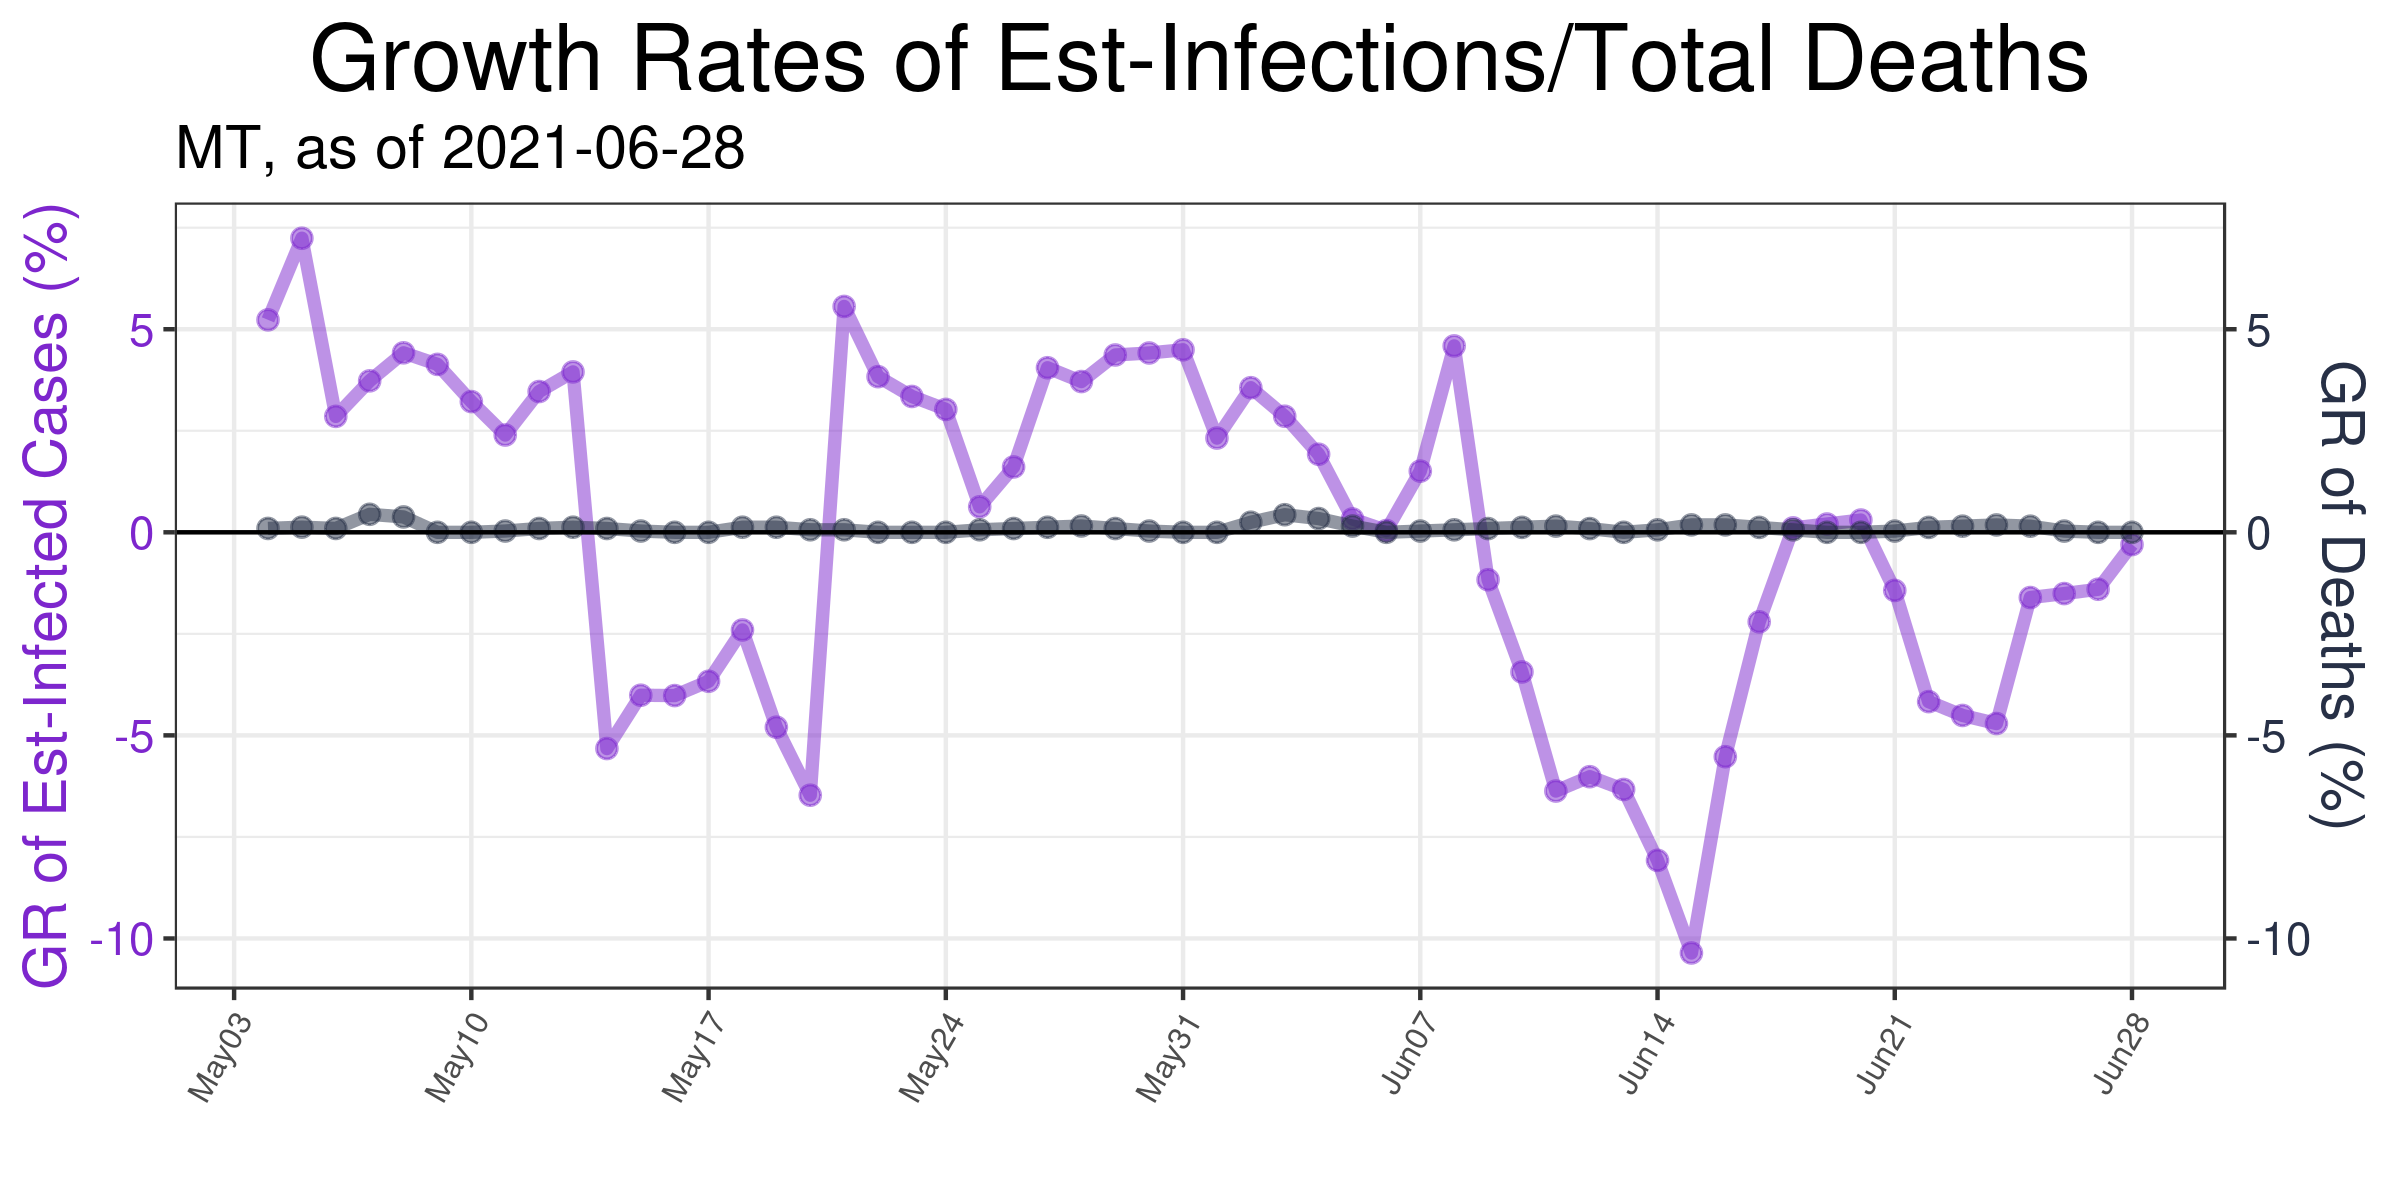 Growth Rates of Est-Infections/Total Deaths
MT, as of 2021-06-28
GR of Est-Infected Cases (%)
5
0
-5
-10
5
0
-5
-10
GR of Deaths (%)
May03
May10
May17
May24
May31
Jun07
Jun14
Jun21
Jun28